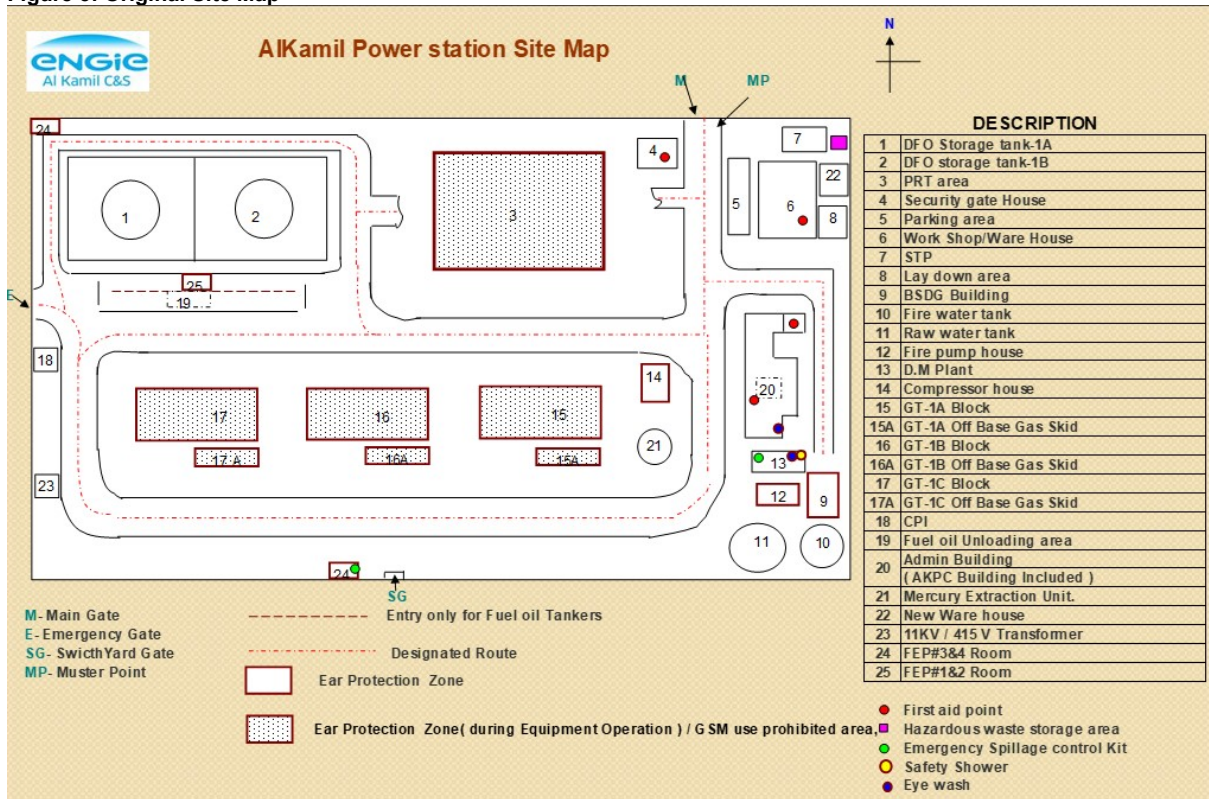 Figure 3: Original Site Map
ENGIE
Al Kamil C&S
AlKamil Power station Site Map
N
M
MP
24
4
7
22
5
6
8
3
1
2
25
19
E
18
14
20
17
16
15
21
17 A
16A
15A
13
23
12
9
11
10
24
SG
DESCRIPTION
1 DFO Storage tank-1A
2 DFO storage tank-1B
3 PRT area
4 Security gate House
5 Parking area
6 Work Shop/Ware House
7 STP
8 Lay down area
9 BSDG Building
10 Fire water tank
11 Raw water tank
12 Fire pump house
13 D.M Plant
14 Compressor house
15 GT-1A Block
15A GT-1A Off Base Gas Skid
16 GT-1B Block
16A GT-1B Off Base Gas Skid
17 GT-1C Block
17A GT-1C Off Base Gas Skid
18 CPI
19 Fuel oil Unloading area
20 Admin Building
( AKPC Building Included )
21 Mercury Extraction Unit.
22 New Ware house
23 11KV / 415 V Transformer
24 FEP#3&4 Room
25 FEP#1&2 Room
M- Main Gate
E- Emergency Gate
SG- SwicthYard Gate
MP- Muster Point
Entry only for Fuel oil Tankers
Designated Route
Ear Protection Zone
Ear Protection Zone( during Equipment Operation ) / GSM use prohibited area,
First aid point
Hazardous waste storage area
Emergency Spillage control Kit
Safety Shower
Eye wash